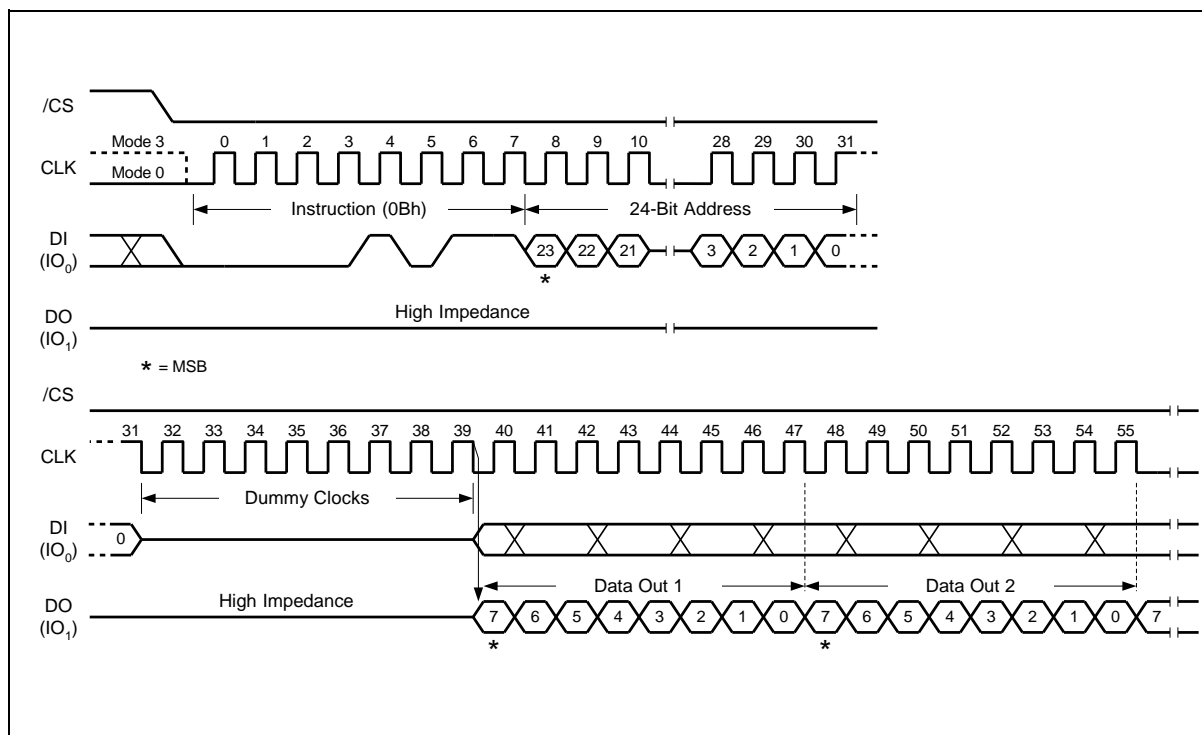 /CS
Mode 3 0 1 2 3 4 5 6 7 8 9 10 28 29 30 31
CLK
Mode 0
Instruction (0Bh) 24-Bit Address
DI
(IO0)
23 22 21 3 2 1 0
*
High Impedance
DO
(IO1)
* = MSB
/CS
31 32 33 34 35 36 37 38 39 40 41 42 43 44 45 46 47 48 49 50 51 52 53 54 55
CLK
Dummy Clocks
DI
(IO0)
0
Data Out 1 Data Out 2
High Impedance
DO
(IO1)
7 6 5 4 3 2 1 0 7 6 5 4 3 2 1 0 7
* *